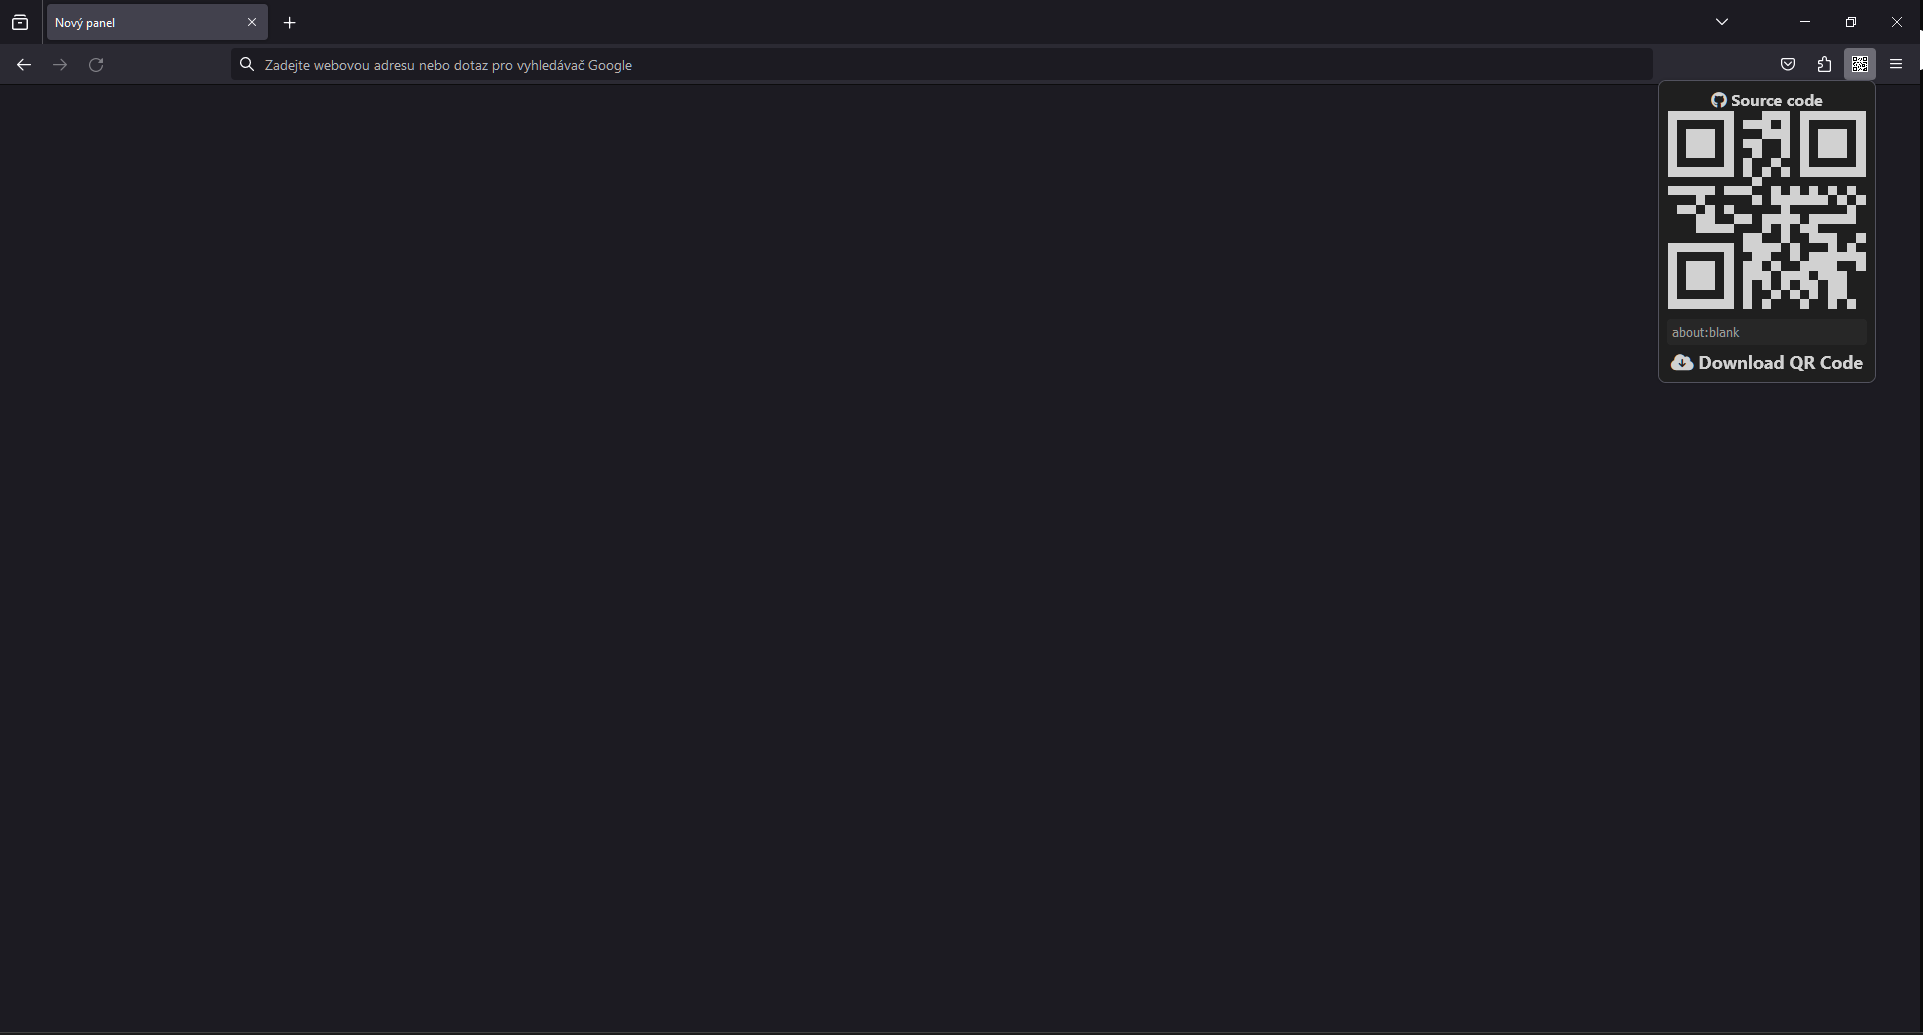 Nový panel
Zadejte webovou adresu nebo dotaz pro vyhledávač Google
Source code
about:blank
Download QR Code